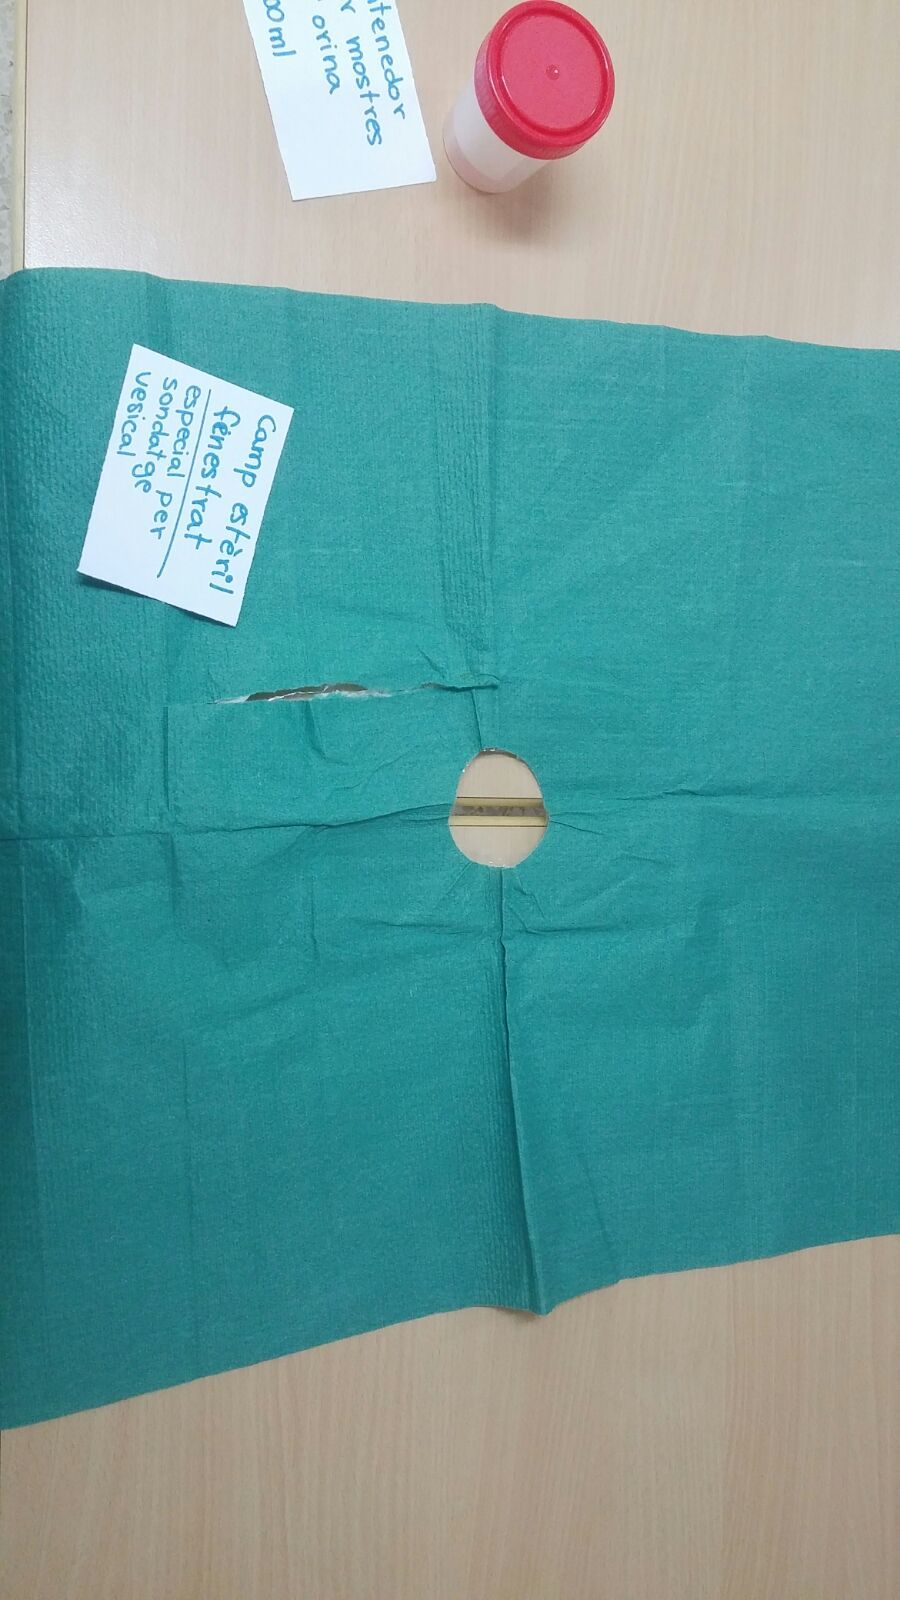 tenedor
mostres
orina
00ml
Camp estèril
fenestrat
especial per
sondatge
vesical